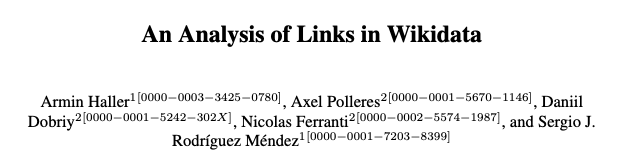 An Analysis of Links in Wikidata
Armin Haller1[0000−0003−3425−0780], Axel Polleres2[0000−0001−5670−1146], Daniil
Dobriy2[0000−0001−5242−302X], Nicolas Ferranti2[0000−0002−5574−1987], and Sergio J.
Rodríguez Méndez1[0000−0001−7203−8399]